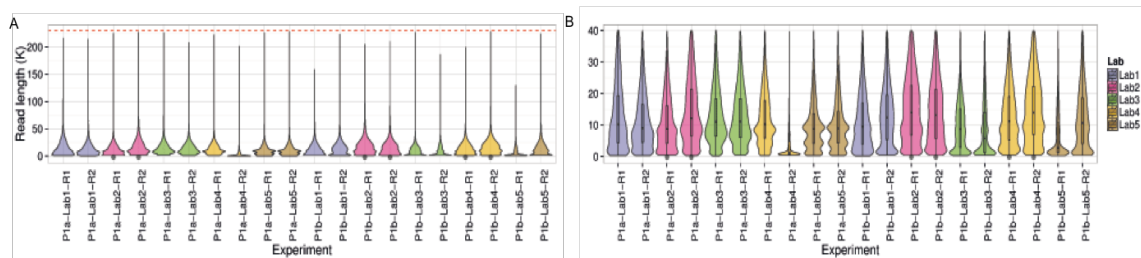 A
Read length (K)
200
150
100
50
0
P1a-Lab1-R1
P1a-Lab1-R2
P1a-Lab2-R1
P1a-Lab2-R2
P1a-Lab3-R1
P1a-Lab3-R2
P1a-Lab4-R1
P1a-Lab4-R2
P1a-Lab5-R1
P1a-Lab5-R2
P1b-Lab1-R1
P1b-Lab1-R2
P1b-Lab2-R1
P1b-Lab2-R2
P1b-Lab3-R1
P1b-Lab3-R2
P1b-Lab4-R1
P1b-Lab4-R2
P1b-Lab5-R1
P1b-Lab5-R2
Experiment
B
40
30
20
10
0
P1a-Lab1-R1
P1a-Lab1-R2
P1a-Lab2-R1
P1a-Lab2-R2
P1a-Lab3-R1
P1a-Lab3-R2
P1a-Lab4-R1
P1a-Lab4-R2
P1a-Lab5-R1
P1a-Lab5-R2
P1b-Lab1-R1
P1b-Lab1-R2
P1b-Lab2-R1
P1b-Lab2-R2
P1b-Lab3-R1
P1b-Lab3-R2
P1b-Lab4-R1
P1b-Lab4-R2
P1b-Lab5-R1
P1b-Lab5-R2
Experiment
Lab
Lab1
Lab2
Lab3
Lab4
Lab5